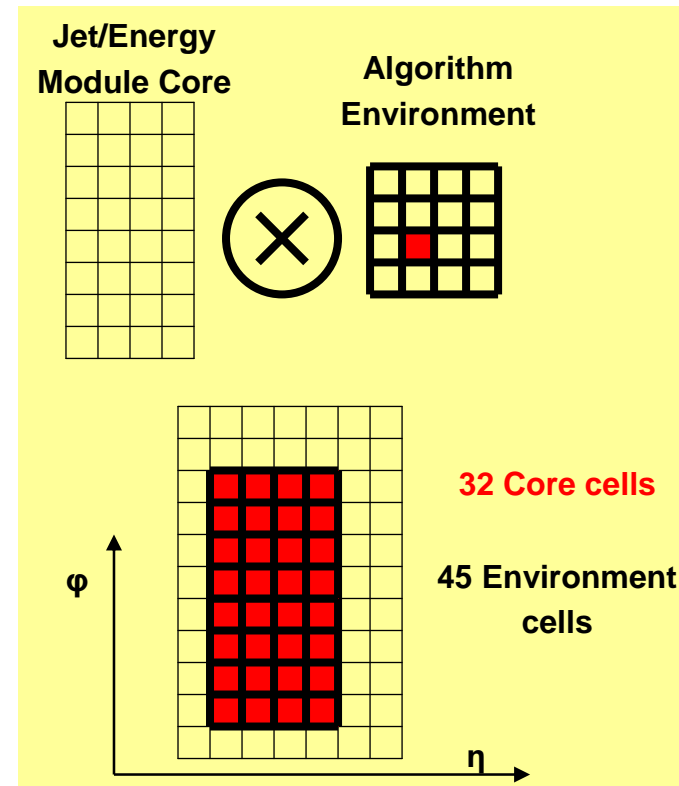 Jet/Energy
Module Core
Algorithm
Environment
32 Core cells
45 Environment
cells
φ
η